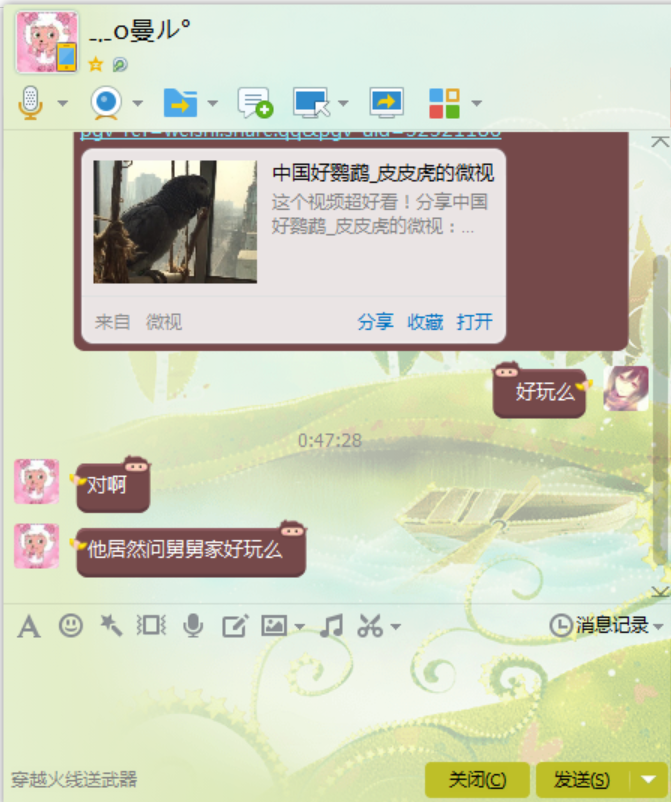 _._o曼ル°
pgv_ref=weishi.share.qq&pgv_uid=52521186
中国好鹦鹉_皮皮虎的微视
这个视频超好看！分享中国
好鹦鹉_皮皮虎的微视：...
来自 微视
分享 收藏 打开
好玩么
0:47:28
对啊
他居然问舅舅家好玩么
消息记录
穿越火线送武器
关闭(C)
发送(S)